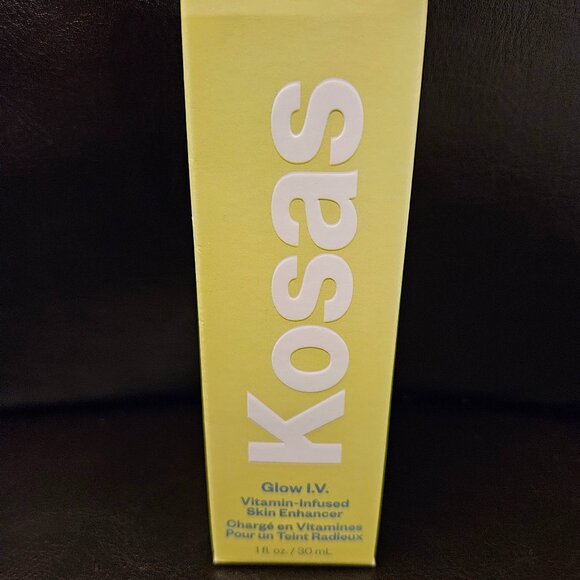 Kosas
Glow I.V.
Vitamin-Infused
Skin Enhancer
Chargé en Vitamines
Pour un Teint Radieux
1 fl. oz. / 30 mL